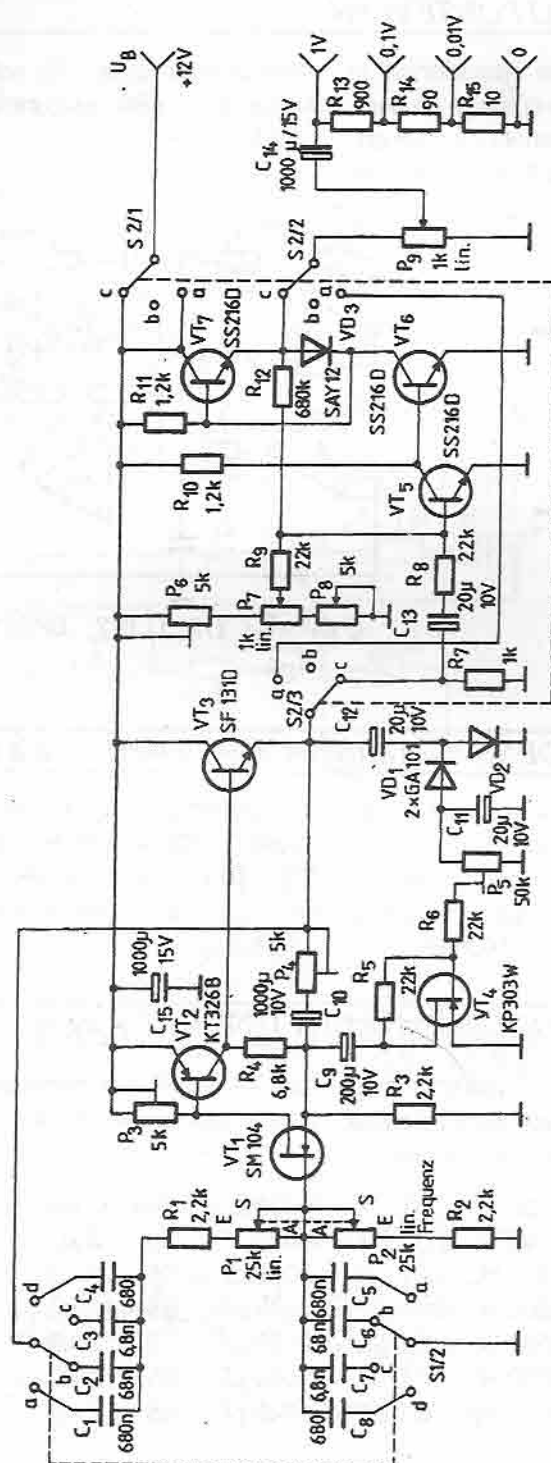 U_B
+12V
1V
R13
900
0,1V
R14
90
0,01V
R15
10
0
C14
1000 µ/15V
S 2/1
c
b
a
S 2/2
c
b
a
P9
1k
lin.
VT7
SS216D
R11
1,2k
R12
680k
VD3
SAY12
VT6
SS216D
R10
1,2k
SS216D
VT5
P6
5k
R9
22k
P7
1k
lin.
P8
5k
R8
22k
C13
20µ
10V
a
b
c
S2/3
R7
1k
VT3
SF 131D
C12
20µ
10V
VD1
2xGA101
VD2
C11
20µ
10V
P5
50k
R6
22k
1000µ
15V
C15
VT2
KT326B
P3
5k
5k
P4
1000µ
10V
C10
R4
6,8k
R5
22k
VT4
KP303W
C9
200µ
10V
R3
2,2k
VT1
SM 104
R1
2,2k
E
S
P1
25k
lin.
A
A
S
E
P2
25k
lin.
Frequenz
R2
2,2k
a
b
c
d
C1
680n
C2
68n
C3
6,8n
C4
680
C5
680n
C6
68n
C7
6,8n
C8
680
a
b
c
d
S1/2